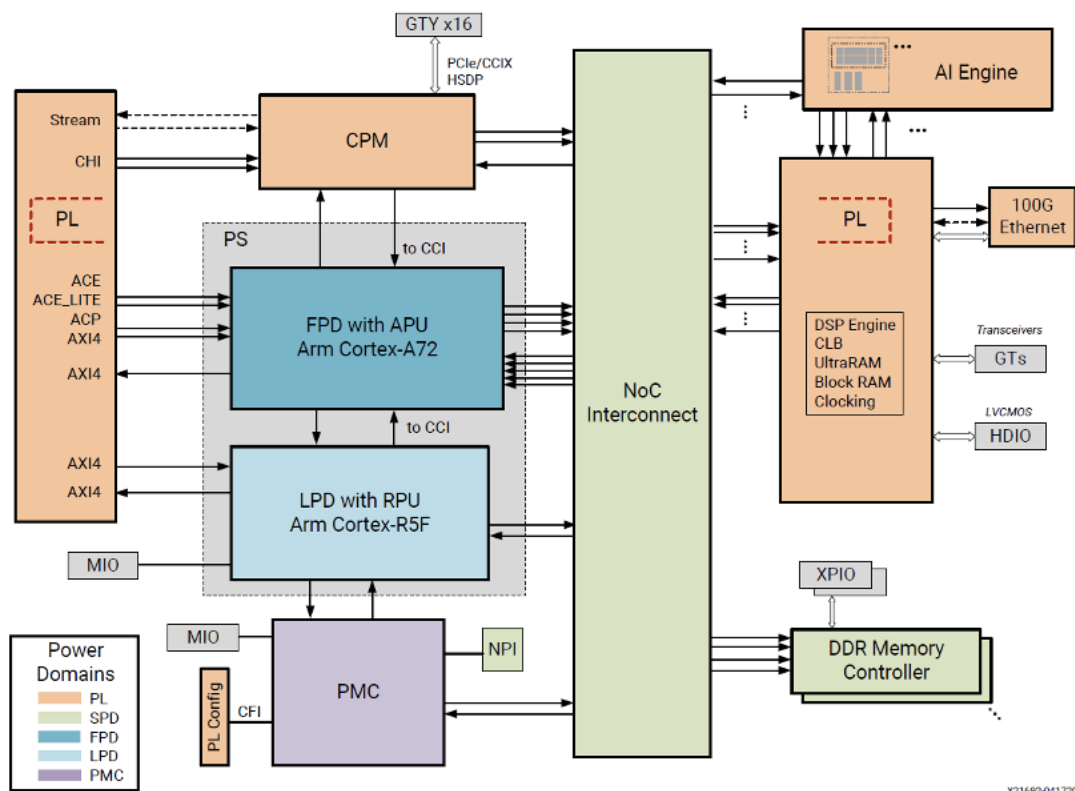 GTY x16
PCIe/CCIX
HSDP
AI Engine
Stream
CPM
CHI
PL
PS
to CCI
PL
100G
Ethernet
ACE
ACE_LITE
ACP
AXI4
AXI4
FPD with APU
Arm Cortex-A72
NoC
Interconnect
DSP Engine
CLB
UltraRAM
Block RAM
Clocking
Transceivers
GTs
LVCMOS
HDIO
to CCI
AXI4
AXI4
LPD with RPU
Arm Cortex-R5F
MIO
XPIO
MIO
NPI
DDR Memory
Controller
Power
Domains
PL
SPD
FPD
LPD
PMC
PL Config
CFI
PMC